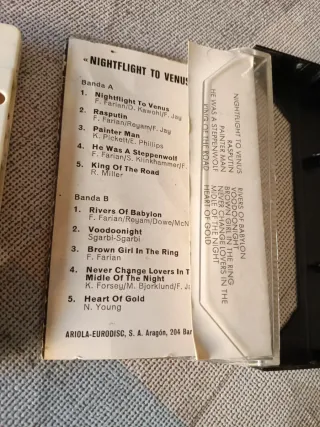 «NIGHTFLIGHT TO VENUS
Banda A
1. Nightflight To Venus
F. Farian/D. Kawohl/F. Jay
2. Rasputin
F. Farian/Reyam/F. Jay
3. Painter Man
K. Pickett/E. Phillips
4. He Was A Steppenwolf
F. Farian/S. Klinkhammer/F.
5. King Of The Road
R. Miller
Banda B
1. Rivers Of Babylon
F. Farian/Reyam/Dowe/McN
2. Voodoonight
Sgarbi-Sgarbi
3. Brown Girl In The Ring
F. Farian
4. Never Change Lovers In T
Midle Of The Night
K. Forsey/M. Bjorklund/F. Ja
5. Heart Of Gold
N. Young
ARIOLA-EURODISC, S. A. Aragón, 204 Bar
NIGHTFLIGHT TO VENUS
RASPUTIN
PAINTER MAN
HE WAS A STEPPENWOLF
KING OF THE ROAD
RIVERS OF BABYLON
VOODOONIGHT
BROWN GIRL IN THE RING
NEVER CHANGE LOVERS IN THE
MIDLE OF THE NIGHT
HEART OF GOLD